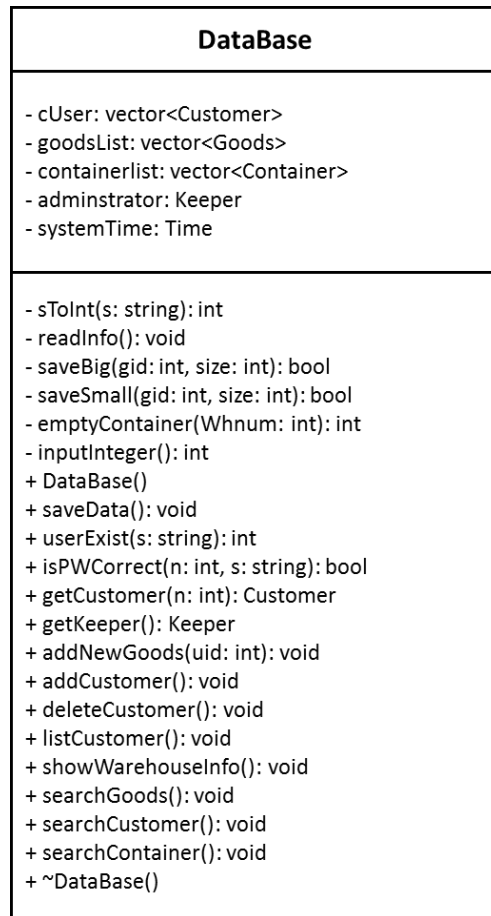 DataBase
- cUser: vector<Customer>
- goodsList: vector<Goods>
- containerlist: vector<Container>
- adminstrator: Keeper
- systemTime: Time
- sToInt(s: string): int
- readInfo(): void
- saveBig(gid: int, size: int): bool
- saveSmall(gid: int, size: int): bool
- emptyContainer(Whnum: int): int
- inputInteger(): int
+ DataBase()
+ saveData(): void
+ userExist(s: string): int
+ isPWCorrect(n: int, s: string): bool
+ getCustomer(n: int): Customer
+ getKeeper(): Keeper
+ addNewGoods(uid: int): void
+ addCustomer(): void
+ deleteCustomer(): void
+ listCustomer(): void
+ showWarehouseInfo(): void
+ searchGoods(): void
+ searchCustomer(): void
+ searchContainer(): void
+ ~DataBase()